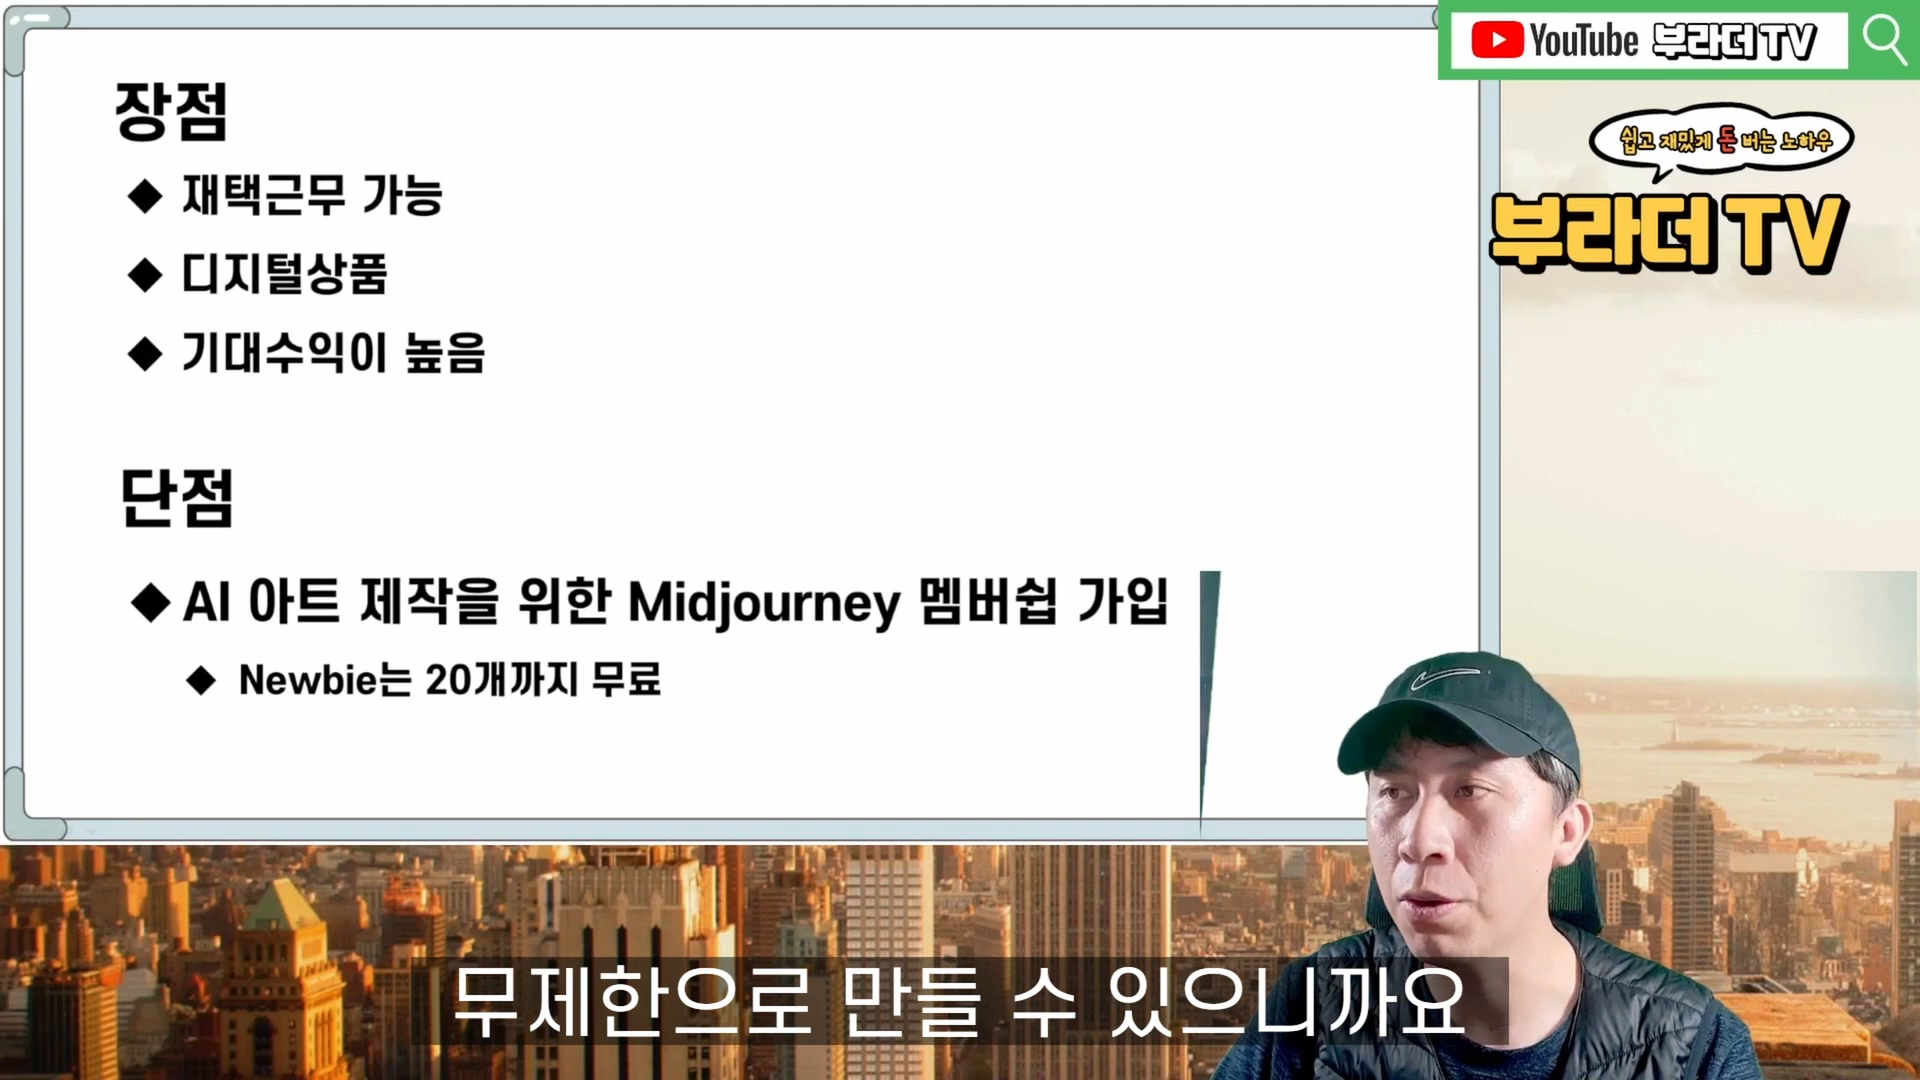 YouTube 부라더TV
쉽고 재밌게 돈 버는 노하우
부라더TV
장점
◆ 재택근무 가능
◆ 디지털상품
◆ 기대수익이 높음
단점
◆ AI 아트 제작을 위한 Midjourney 멤버쉽 가입
◆ Newbie는 20개까지 무료
무제한으로 만들 수 있으니까요